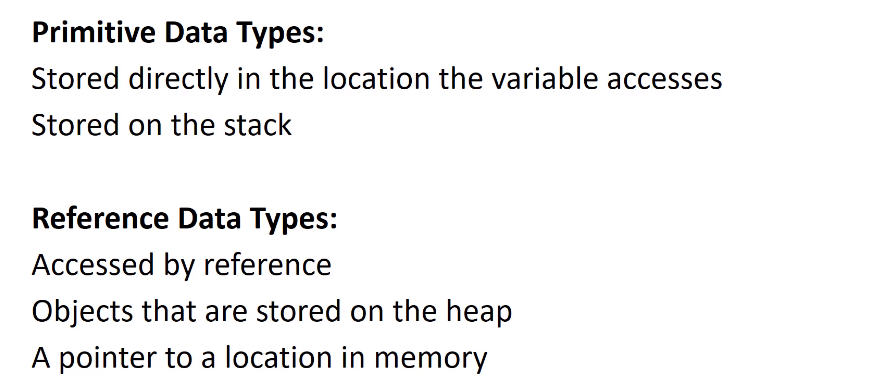 Primitive Data Types:
Stored directly in the location the variable accesses
Stored on the stack
Reference Data Types:
Accessed by reference
Objects that are stored on the heap
A pointer to a location in memory